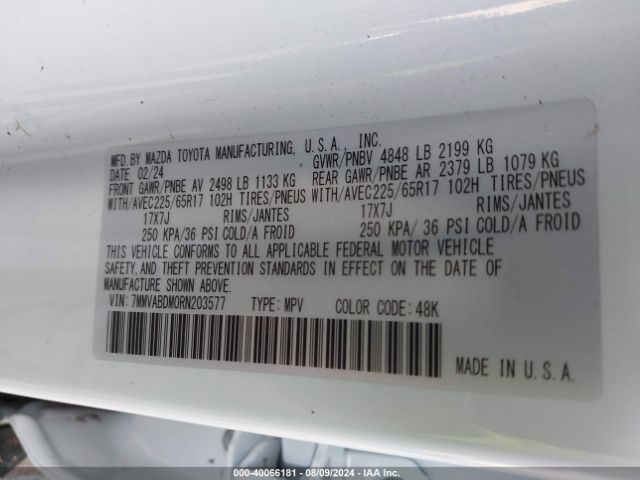 MFD.BY MAZDA TOYOTA MANUFACTURING, U.S.A., INC.
DATE 02/24 GVWR/PNBV 4848 LB 2199 KG
FRONT GAWR/PNBE AV 2498 LB 1133 KG REAR GAWR/PNBE AR 2379 LB 1079 KG
WITH/AVEC225/65R17 102H TIRES/PNEUS WITH/AVEC225/65R17 102H TIRES/PNEUS
17X7J RIMS/JANTES 17X7J RIMS/JANTES
250 KPA/36 PSI COLD/A FROID 250 KPA/ 36 PSI COLD/A FROID
THIS VEHICLE CONFORMS TO ALL APPLICABLE FEDERAL MOTOR VEHICLE
SAFETY,AND THEFT PREVENTION STANDARDS IN EFFECT ON THE DATE OF
MANUFACTURE SHOWN ABOVE.
VIN: 7MMVABDM0RN203577 TYPE: MPV COLOR CODE: 48K
MADE IN U.S.A.
000-40066181 - 08/09/2024 - IAA Inc.